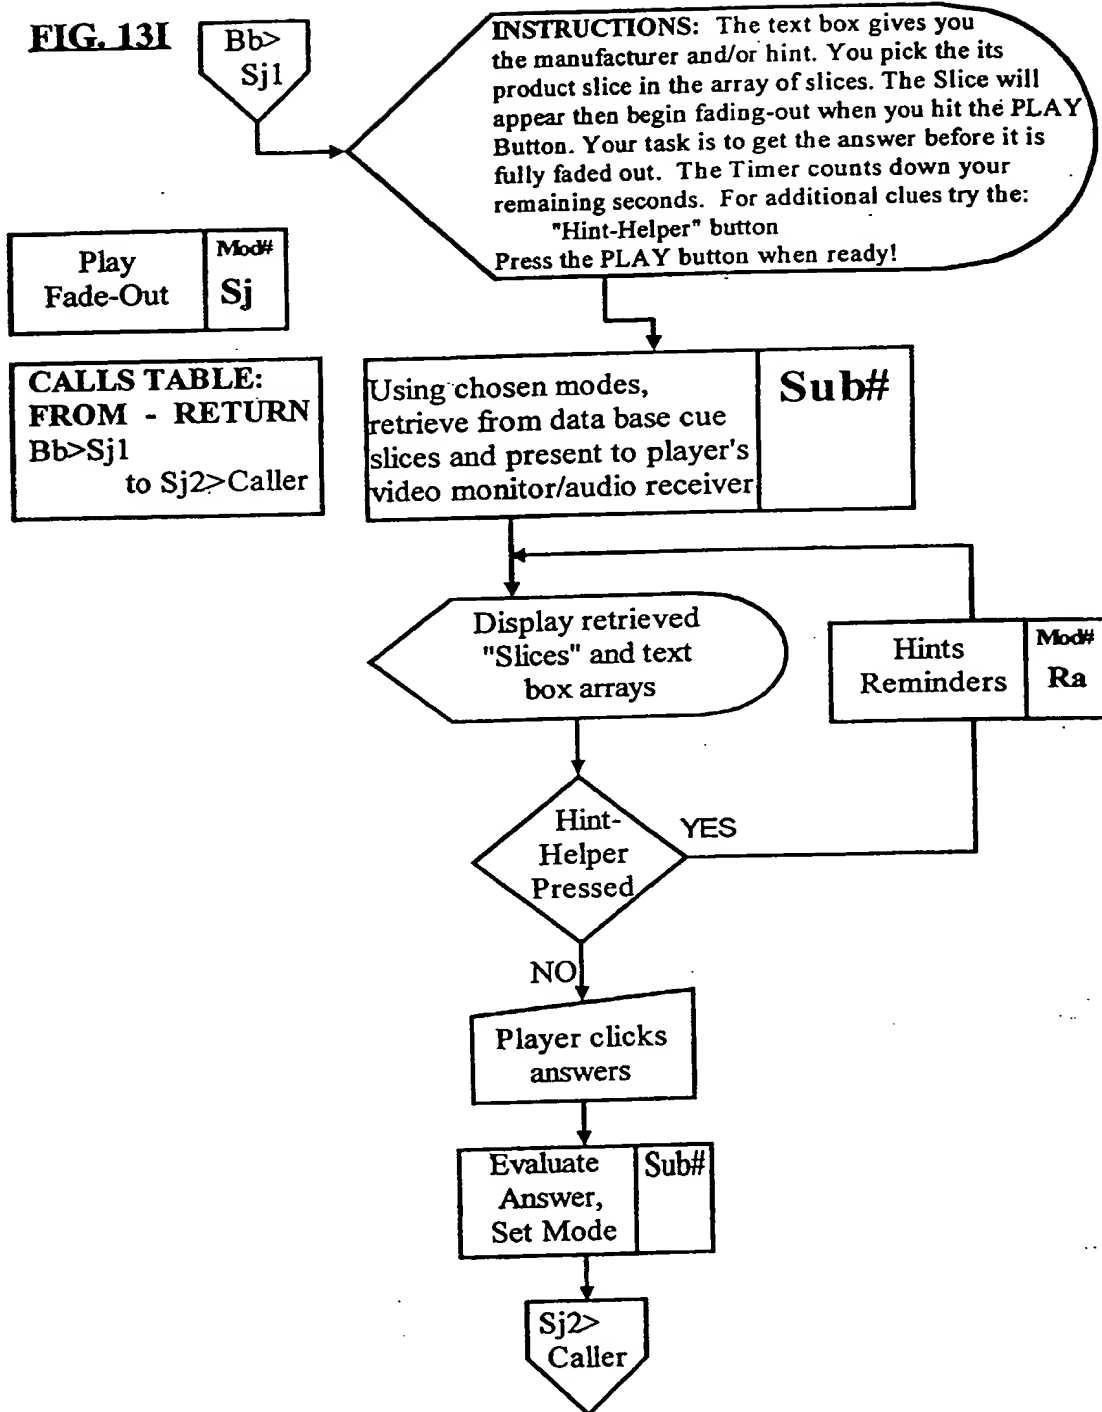 FIG. 13I
Bb>
Sj1
INSTRUCTIONS: The text box gives you
the manufacturer and/or hint. You pick the its
product slice in the array of slices. The Slice will
appear then begin fading-out when you hit the PLAY
Button. Your task is to get the answer before it is
fully faded out. The Timer counts down your
remaining seconds. For additional clues try the:
"Hint-Helper" button
Press the PLAY button when ready!
Play
Fade-Out
Mod#
Sj
CALLS TABLE:
FROM - RETURN
Bb>Sj1
to Sj2>Caller
Using chosen modes,
retrieve from data base cue
slices and present to player's
video monitor/audio receiver
Sub#
Display retrieved
"Slices" and text
box arrays
Hints
Reminders
Mod#
Ra
Hint-
Helper
Pressed
YES
NO
Player clicks
answers
Evaluate
Answer,
Set Mode
Sub#
Sj2>
Caller